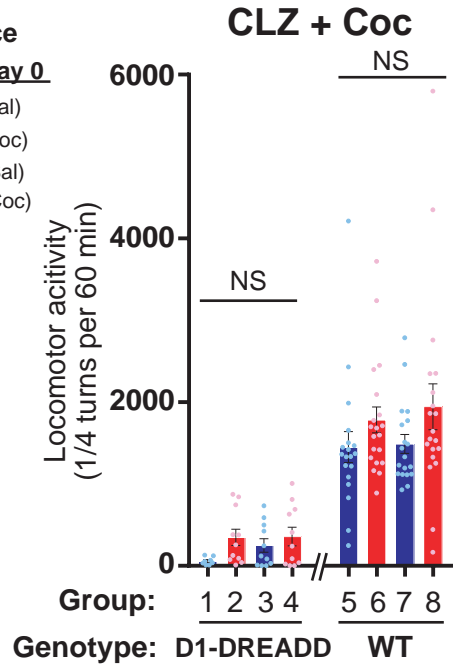 CLZ + Coc
ce
ay 0
al)
oc)
al)
Coc)
NS
NS
6000
4000
2000
0
Locomotor acitivity
(1/4 turns per 60 min)
Group: 1 2 3 4 5 6 7 8
Genotype: D1-DREADD WT